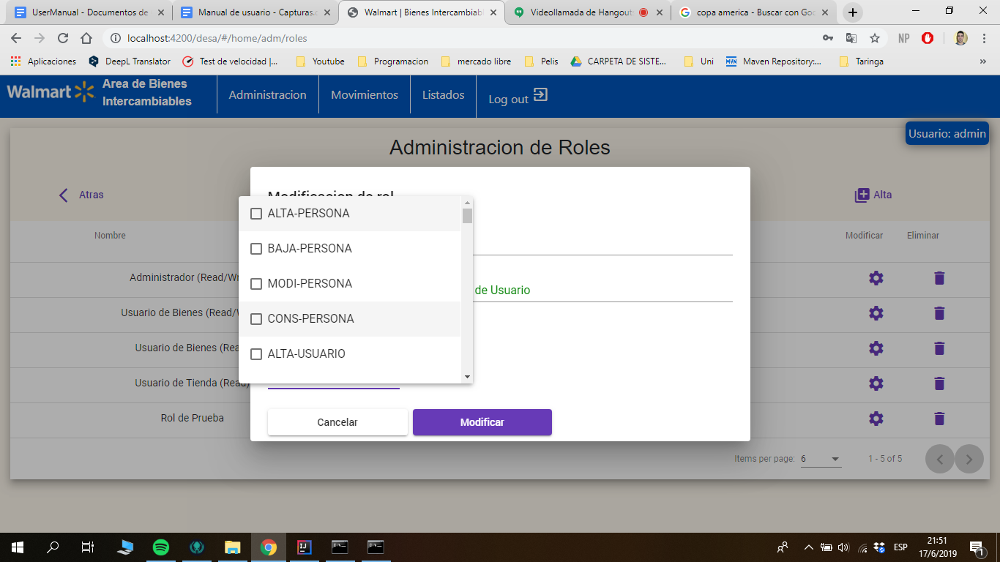 UserManual - Documentos de
Manual de usuario - Capturas.c
Walmart | Bienes Intercambiabl
Videollamada de Hangout
copa america - Buscar con Goo
localhost:4200/desa/#/home/adm/roles
NP
Aplicaciones
DeepL Translator
Test de velocidad |...
Youtube
Programacion
mercado libre
Pelis
CARPETA DE SISTE...
Uni
Maven Repository:...
Taringa
Walmart
Area de Bienes
Intercambiables
Administracion
Movimientos
Listados
Log out
Usuario: admin
Administracion de Roles
Atras
Alta
Modificacion de rol
Nombre
Modificar
Eliminar
ALTA-PERSONA
BAJA-PERSONA
MODI-PERSONA
CONS-PERSONA
ALTA-USUARIO
de Usuario
Administrador (Read/Wr
Usuario de Bienes (Read/W
Usuario de Bienes (Rea
Usuario de Tienda (Read)
Rol de Prueba
Cancelar
Modificar
Items per page:
6
1 - 5 of 5
ESP
21:51
17/6/2019
1